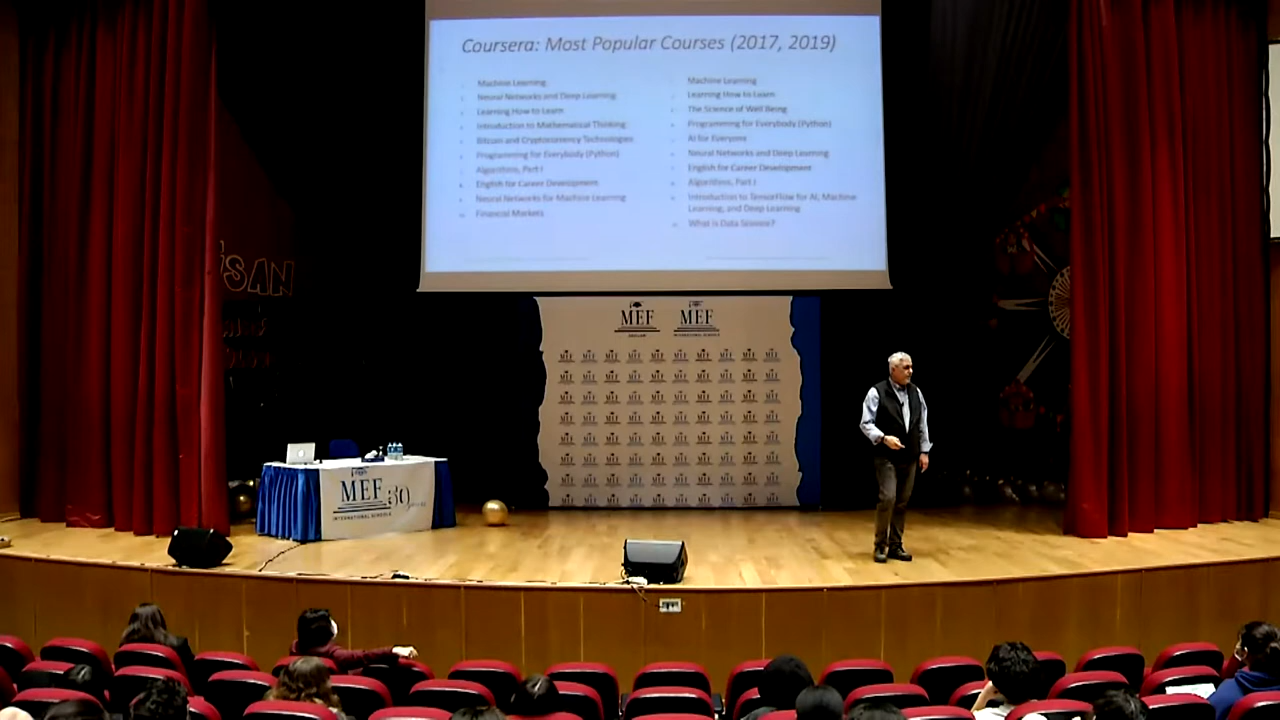 Coursera: Most Popular Courses (2017, 2019)
Machine Learning
Neural Networks and Deep Learning
Learning How to Learn
Introduction to Mathematical Thinking
Bitcoin and Cryptocurrency Technologies
Programming for Everybody (Python)
Algorithms, Part I
English for Career Development
Neural Networks for Machine Learning
Financial Markets
Machine Learning
Learning How to Learn
The Science of Well Being
Programming for Everybody (Python)
AI for Everyone
Neural Networks and Deep Learning
English for Career Development
Algorithms, Part I
Introduction to TensorFlow for AI, Machine
Learning, and Deep Learning
What is Data Science?
MEF
MEF
INTERNATIONAL SCHOOLS
MEF 30
INTERNATIONAL SCHOOLS